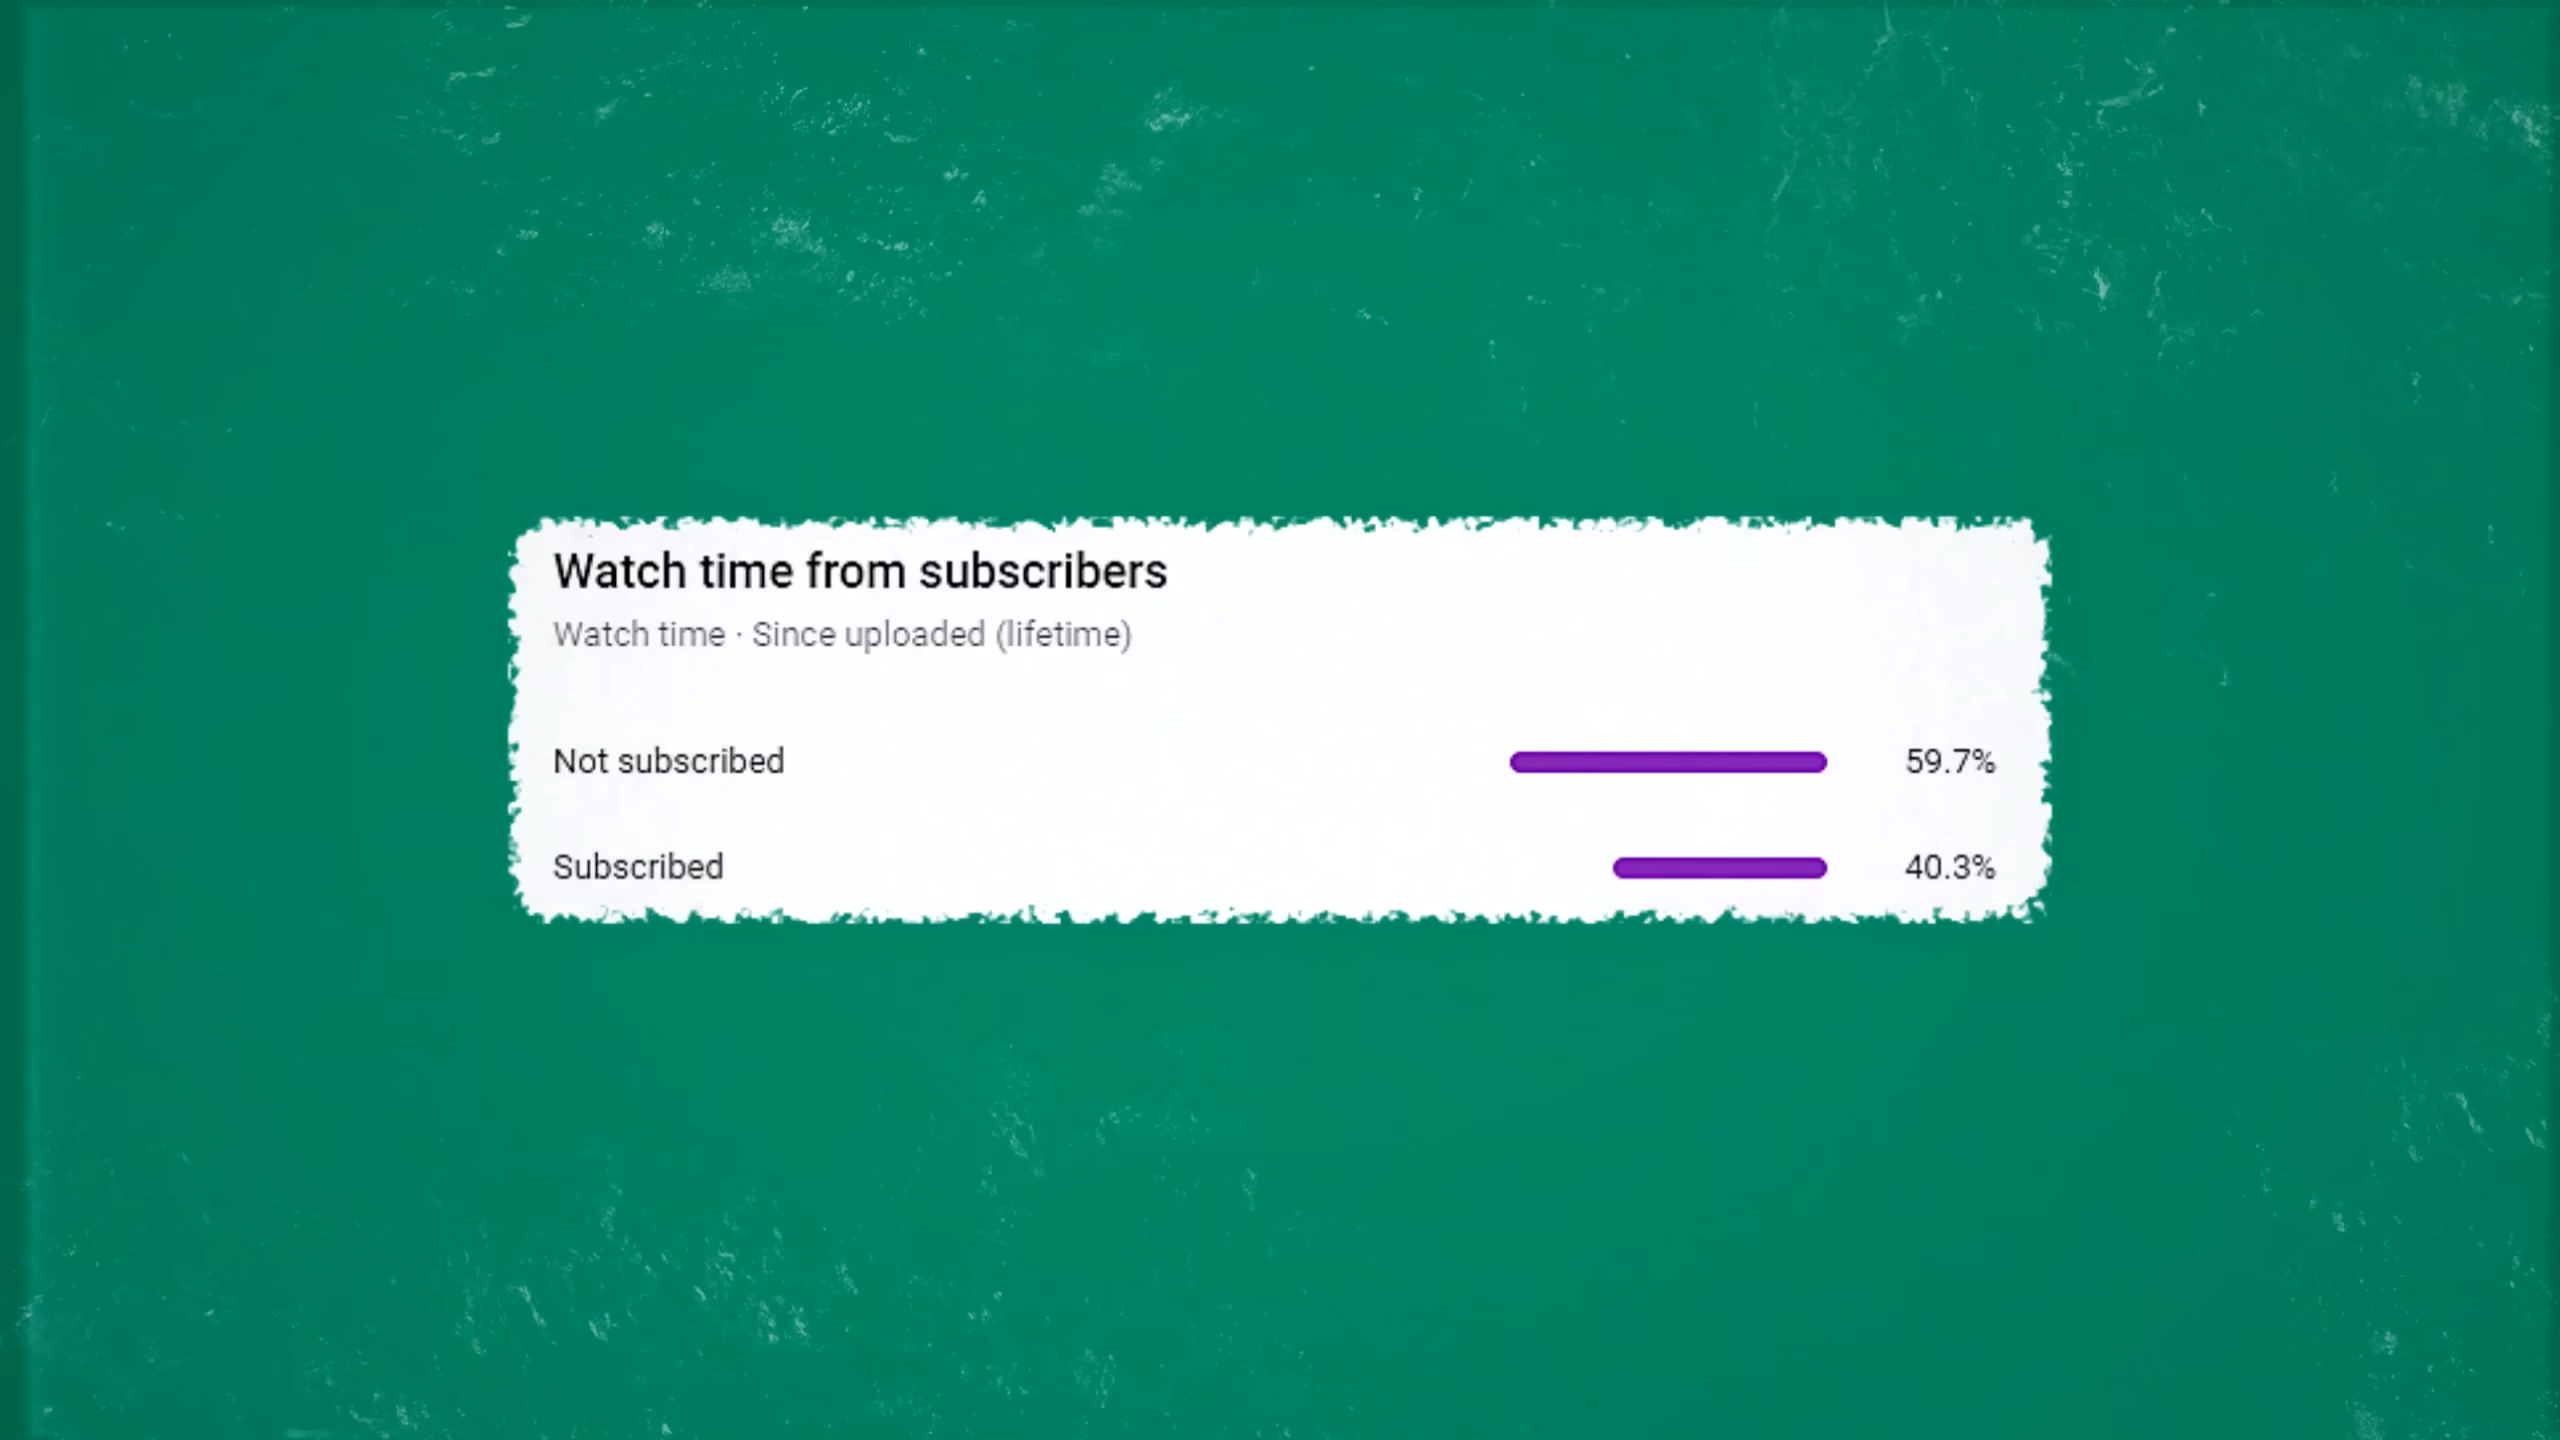 Watch time from subscribers
Watch time · Since uploaded (lifetime)
Not subscribed 59.7%
Subscribed 40.3%